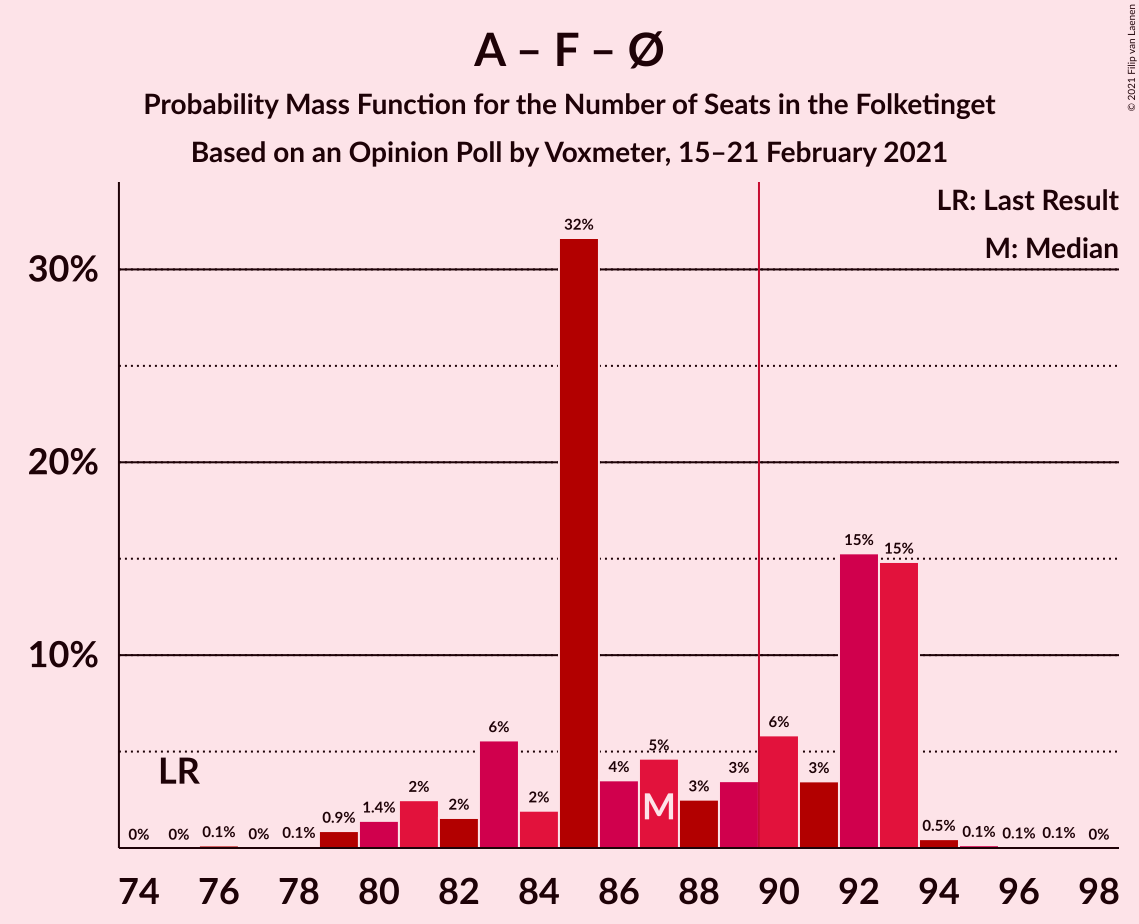 A – F – Ø
Probability Mass Function for the Number of Seats in the Folketinget
Based on an Opinion Poll by Voxmeter, 15–21 February 2021
© 2021 Filip van Laenen
LR: Last Result
M: Median
30%
20%
10%
LR
M
0% 0% 0.1% 0% 0.1% 0.9% 1.4% 2% 2% 6% 2% 32% 4% 5% 3% 3% 6% 3% 15% 15% 0.5% 0.1% 0.1% 0.1% 0%
74 76 78 80 82 84 86 88 90 92 94 96 98